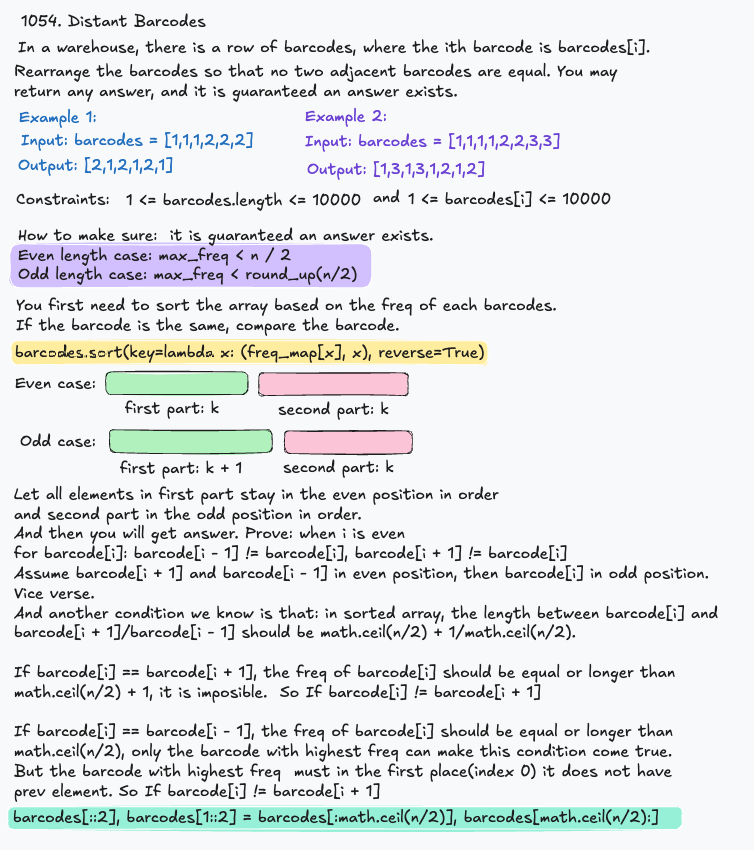 1054. Distant Barcodes
In a warehouse, there is a row of barcodes, where the ith barcode is barcodes[i].
Rearrange the barcodes so that no two adjacent barcodes are equal. You may
return any answer, and it is guaranteed an answer exists.
Example 1:
Input: barcodes = [1,1,1,2,2,2]
Output: [2,1,2,1,2,1]
Example 2:
Input: barcodes = [1,1,1,1,2,2,3,3]
Output: [1,3,1,3,1,2,1,2]
Constraints: 1 <= barcodes.length <= 10000 and 1 <= barcodes[i] <= 10000
How to make sure: it is guaranteed an answer exists.
Even length case: max_freq < n / 2
Odd length case: max_freq < round_up(n/2)
You first need to sort the array based on the freq of each barcodes.
If the barcode is the same, compare the barcode.
barcodes.sort(key=lambda x: (freq_map[x], x), reverse=True)
Even case:
first part: k second part: k
Odd case:
first part: k + 1 second part: k
Let all elements in first part stay in the even position in order
and second part in the odd position in order.
And then you will get answer. Prove: when i is even
for barcode[i]: barcode[i - 1] != barcode[i], barcode[i + 1] != barcode[i]
Assume barcode[i + 1] and barcode[i - 1] in even position, then barcode[i] in odd position.
Vice verse.
And another condition we know is that: in sorted array, the length between barcode[i] and
barcode[i + 1]/barcode[i - 1] should be math.ceil(n/2) + 1/math.ceil(n/2).
If barcode[i] == barcode[i + 1], the freq of barcode[i] should be equal or longer than
math.ceil(n/2) + 1, it is imposible. So If barcode[i] != barcode[i + 1]
If barcode[i] == barcode[i - 1], the freq of barcode[i] should be equal or longer than
math.ceil(n/2), only the barcode with highest freq can make this condition come true.
But the barcode with highest freq must in the first place(index 0) it does not have
prev element. So If barcode[i] != barcode[i + 1]
barcodes[::2], barcodes[1::2] = barcodes[:math.ceil(n/2)], barcodes[math.ceil(n/2):]